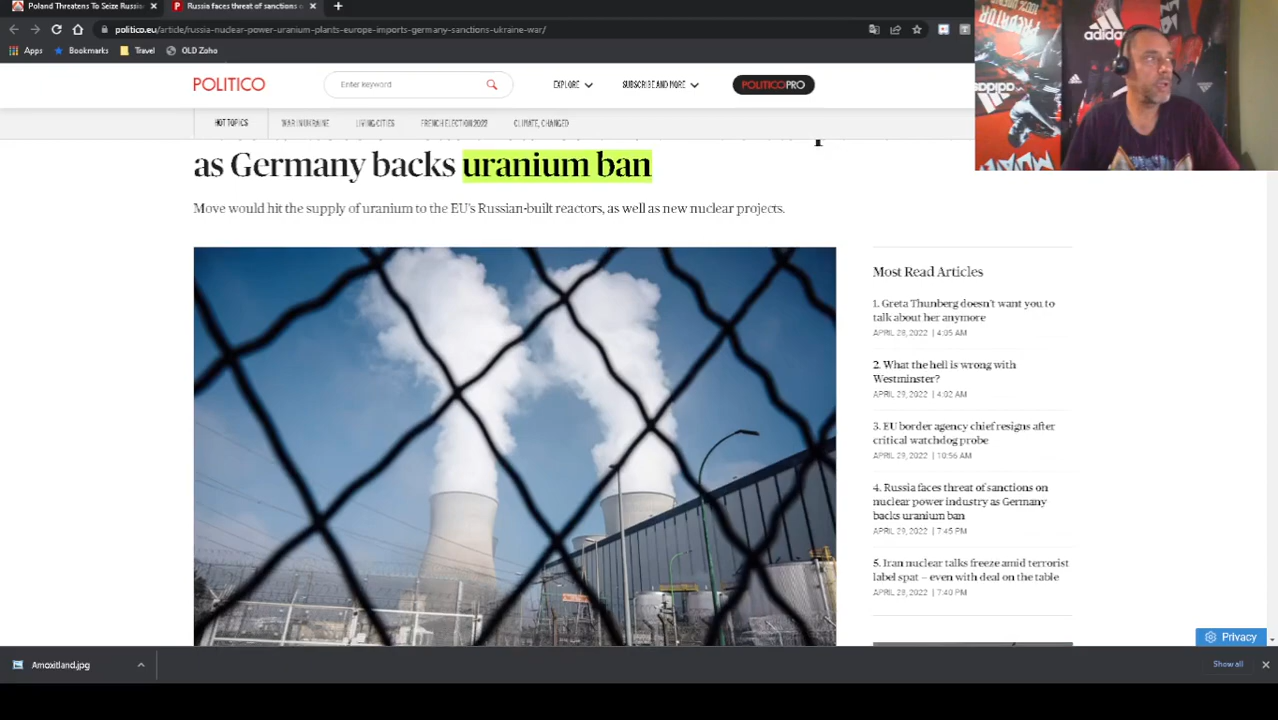 Poland Threatens To Seize Russia
Russia faces threat of sanctions o
politico.eu/article/russia-nuclear-power-uranium-plants-europe-imports-germany-sanctions-ukraine-war/
Apps
Bookmarks
Travel
OLD Zoho
POLITICO
Enter keyword
EXPLORE
SUBSCRIBE AND MORE
POLITICOPRO
HOT TOPICS
WAR IN UKRAINE
LIVING CITIES
FRENCH ELECTION 2022
CLIMATE, CHANGED
as Germany backs uranium ban
Move would hit the supply of uranium to the EU's Russian-built reactors, as well as new nuclear projects.
Most Read Articles
1. Greta Thunberg doesn't want you to
talk about her anymore
APRIL 28, 2022 | 4:05 AM
2. What the hell is wrong with
Westminster?
APRIL 29, 2022 | 4:02 AM
3. EU border agency chief resigns after
critical watchdog probe
APRIL 29, 2022 | 10:56 AM
4. Russia faces threat of sanctions on
nuclear power industry as Germany
backs uranium ban
APRIL 29, 2022 | 7:45 PM
5. Iran nuclear talks freeze amid terrorist
label spat – even with deal on the table
APRIL 28, 2022 | 7:40 PM
Privacy
Amoxitland.jpg
Show all
adidas
PREDATOR